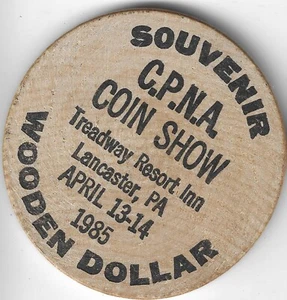 SOUVENIR
C.P.N.A.
COIN SHOW
Treadway Resort Inn
Lancaster, PA
APRIL 13-14
1985
WOODEN DOLLAR